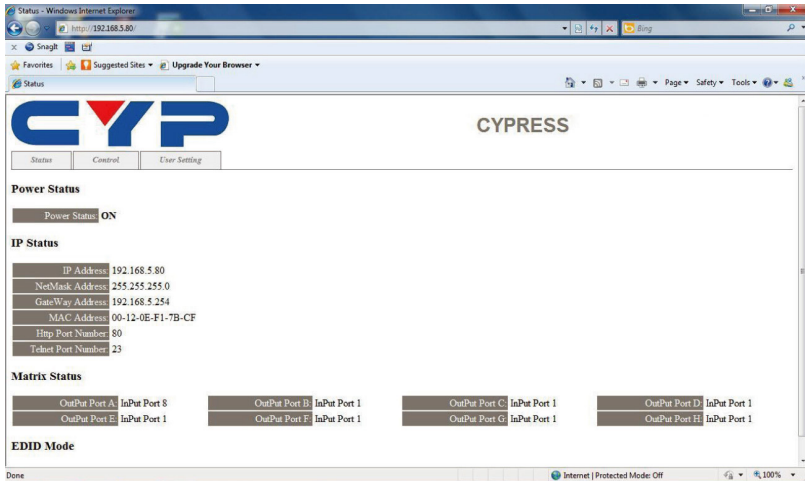 Status - Windows Internet Explorer
http://192.168.5.80/
Bing
x SnagIt
Favorites Suggested Sites Upgrade Your Browser
Status
Page Safety Tools
CYP
CYPRESS
Status Control User Setting
Power Status
Power Status: ON
IP Status
IP Address: 192.168.5.80
NetMask Address: 255.255.255.0
GateWay Address: 192.168.5.254
MAC Address: 00-12-0E-F1-7B-CF
Http Port Number: 80
Telnet Port Number: 23
Matrix Status
OutPut Port A: InPut Port 8 OutPut Port B: InPut Port 1 OutPut Port C: InPut Port 1 OutPut Port D: InPut Port 1
OutPut Port E: InPut Port 1 OutPut Port F: InPut Port 1 OutPut Port G: InPut Port 1 OutPut Port H: InPut Port 1
EDID Mode
Done Internet | Protected Mode: Off 100%